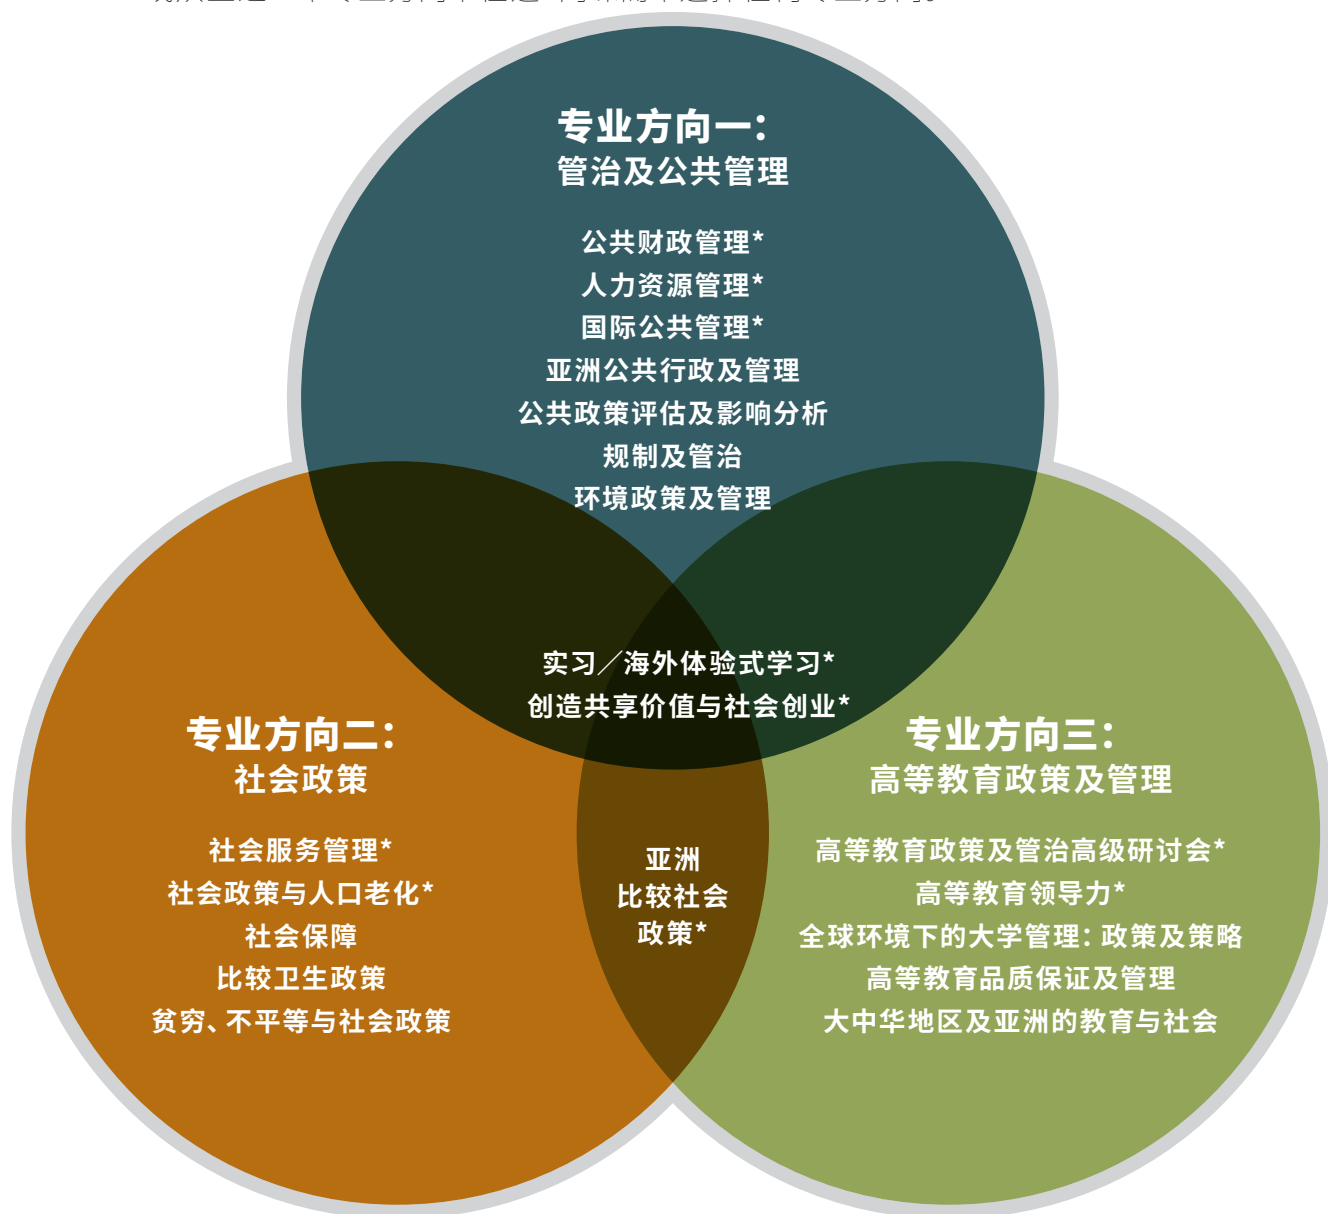 专业方向一：
管治及公共管理
公共财政管理*
人力资源管理*
国际公共管理*
亚洲公共行政及管理
公共政策评估及影响分析
规制及管治
环境政策及管理
实习／海外体验式学习*
创造共享价值与社会创业*
专业方向二：
社会政策
社会服务管理*
社会政策与人口老化*
社会保障
比较卫生政策
贫穷、不平等与社会政策
亚洲
比较社会
政策*
专业方向三：
高等教育政策及管理
高等教育政策及管治高级研讨会*
高等教育领导力*
全球环境下的大学管理：政策及策略
高等教育品质保证及管理
大中华地区及亚洲的教育与社会